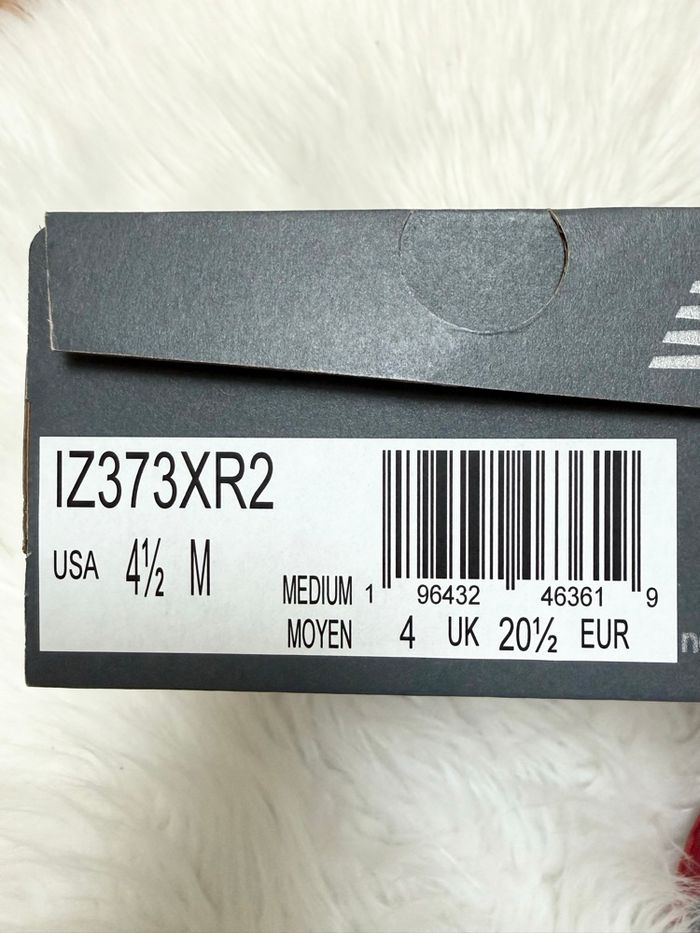 IZ373XR2
USA 4½ M
MEDIUM 1 96432 46361 9
MOYEN 4 UK 20½ EUR
n